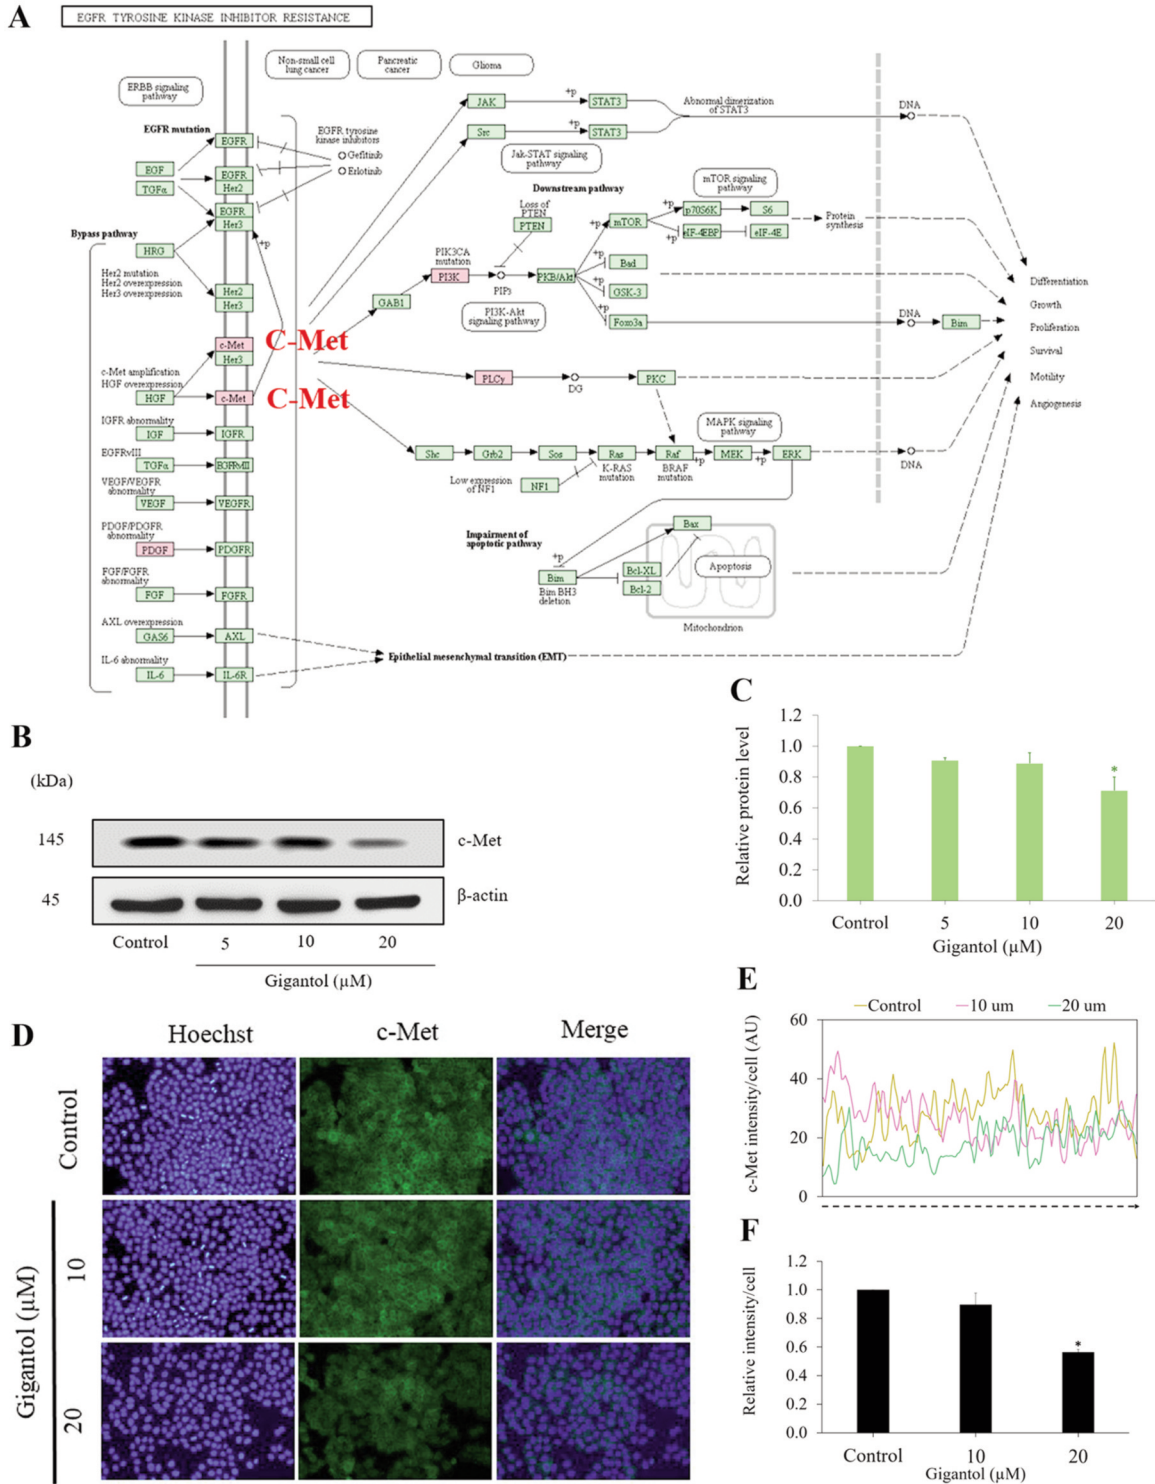 A
EGFR TYROSINE KINASE INHIBITOR RESISTANCE
Non-small cell
lung cancer
Pancreatic
cancer
Glioma
ERBB signaling
pathway
EGFR mutation
EGFR
EGF
TGFα
EGFR
Her2
EGFR
Her3
EGFR tyrosine
kinase inhibitors
Gefitinib
Erlotinib
JAK
+p
STAT3
Src
+p
STAT3
Abnormal dimerization
of STAT3
DNA
Jak-STAT signaling
pathway
Downstream pathway
mTOR signaling
pathway
Loss of
PTEN
PTEN
+p
mTOR
+p
p70S6K
S6
+p
eIF-4EBP
eIF-4E
Protein
synthesis
Bypass pathway
HRG
+p
Her2 mutation
Her2 overexpression
Her3 overexpression
Her2
Her3
PIK3CA
mutation
PI3K
PIP3
PKB/Akt
GAB1
PI3K-Akt
signaling pathway
+p
Bad
+p
GSK-3
+p
Foxo3a
DNA
Bim
Differentiation
Growth
Proliferation
Survival
Motility
Angiogenesis
c-Met
Her3
C-Met
c-Met amplification
HGF overexpression
HGF
c-Met
C-Met
PLCγ
DG
PKC
IGFR abnormality
IGF
IGFR
EGFRvIII
TGFα
EGFRvIII
MAPK signaling
pathway
Shc
Grb2
Sos
Ras
Raf
+p
MEK
+p
ERK
DNA
K-RAS
mutation
BRAF
mutation
Low expression
of NF1
NF1
VEGF/VEGFR
abnormality
VEGF
VEGFR
PDGF/PDGFR
abnormality
PDGF
PDGFR
Impairment of
apoptotic pathway
+p
Bim
Bim BH3
deletion
Bax
Bcl-XL
Bcl-2
Apoptosis
Mitochondrion
FGF/FGFR
abnormality
FGF
FGFR
AXL overexpression
GAS6
AXL
IL-6 abnormality
IL-6
IL-6R
Epithelial mesenchymal transition (EMT)
B
(kDa)
145
c-Met
45
β-actin
Control
5
10
20
Gigantol (μM)
C
Relative protein level
1.2
1.0
0.8
0.6
0.4
0.2
0.0
*
Control
5
10
20
Gigantol (μM)
D
Hoechst
c-Met
Merge
Control
Gigantol (μM)
10
20
E
Control
10 um
20 um
c-Met intensity/cell (AU)
60
40
20
0
F
Relative intensity/cell
1.2
1.0
0.8
0.6
0.4
0.2
0.0
*
Control
10
20
Gigantol (μM)